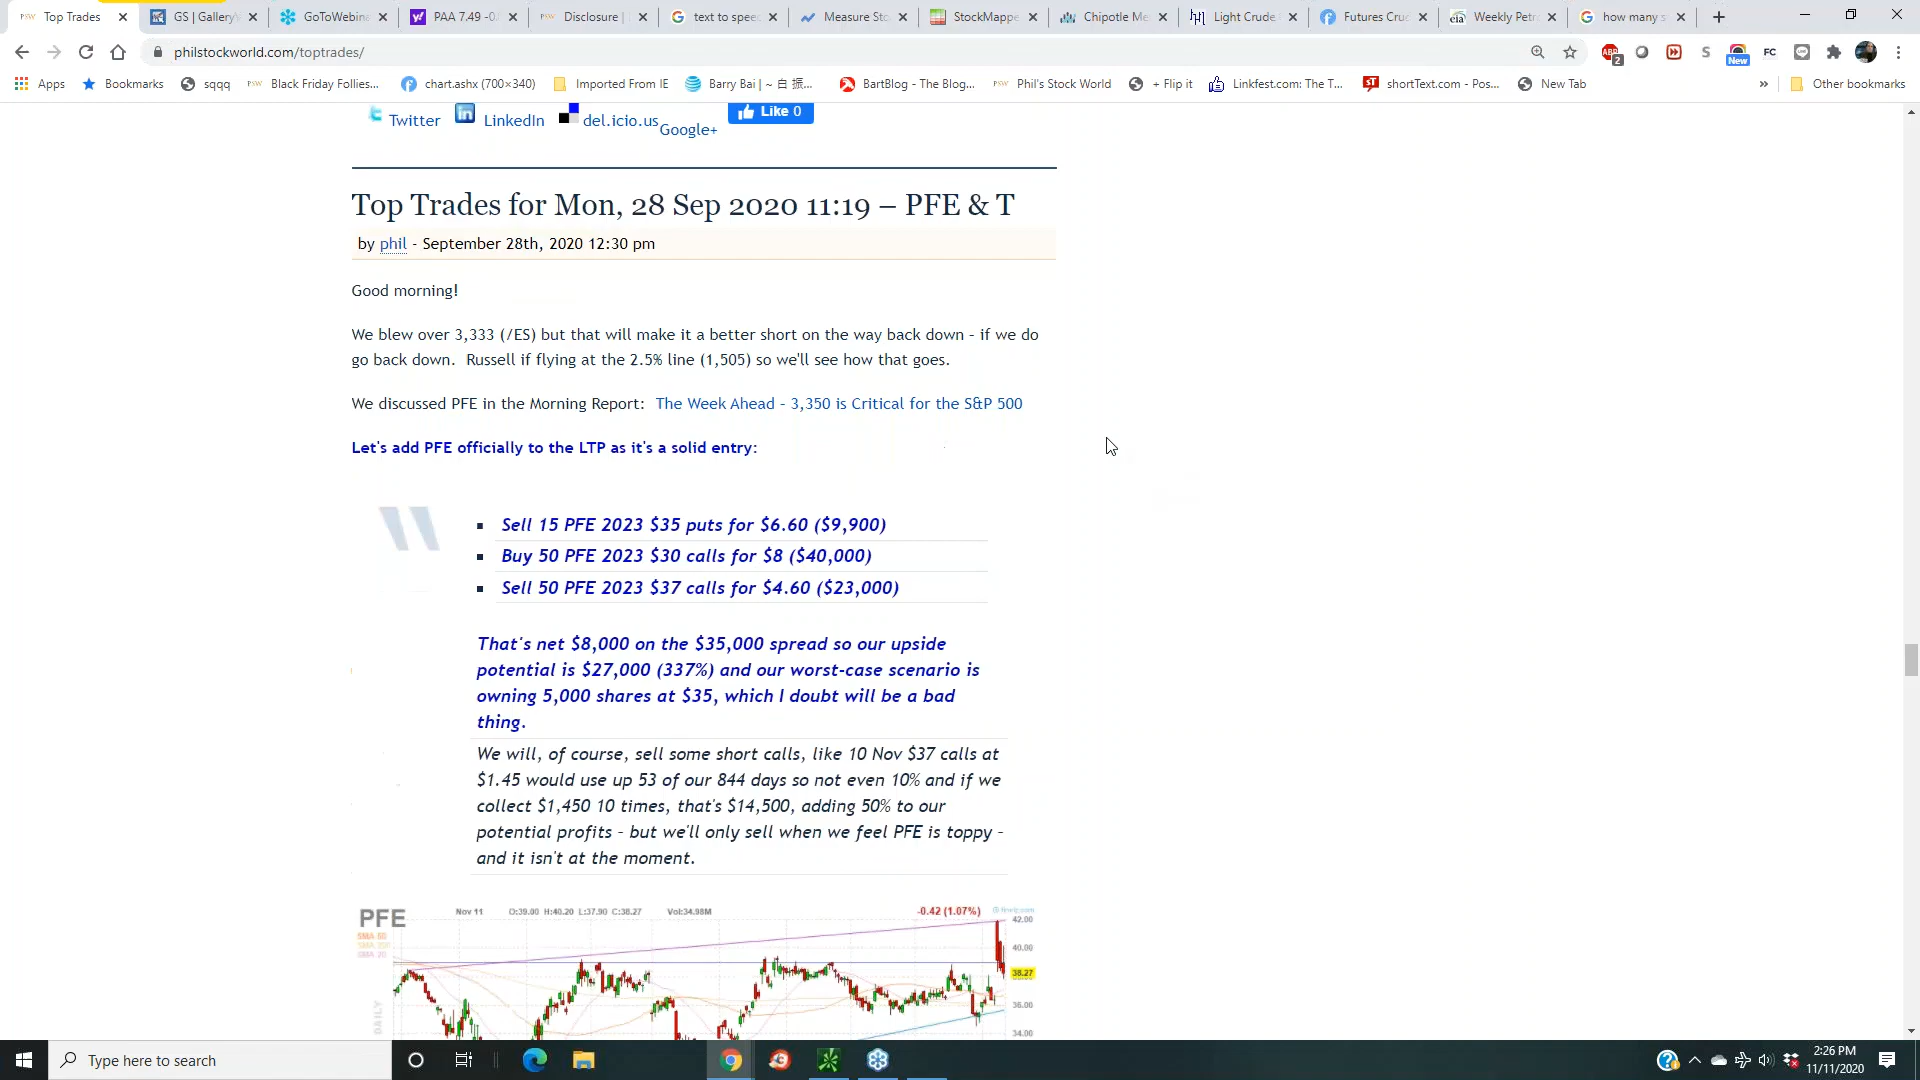 Top Trades
GS | Gallery
GoToWebina
PAA 7.49 -0.
Disclosure |
text to speec
Measure Sto
StockMappe
Chipotle Me
Light Crude
Futures Cru
Weekly Petr
how many s
philstockworld.com/toptrades/
Apps
Bookmarks
sqqq
Black Friday Follies...
chart.ashx (700×340)
Imported From IE
Barry Bai | ~ 白 振...
BartBlog - The Blog...
Phil's Stock World
+ Flip it
Linkfest.com: The T...
shortText.com - Pos...
New Tab
»
Other bookmarks
Twitter
LinkedIn
del.icio.us
Google+
Like 0
Top Trades for Mon, 28 Sep 2020 11:19 – PFE & T
by phil - September 28th, 2020 12:30 pm
Good morning!
We blew over 3,333 (/ES) but that will make it a better short on the way back down – if we do
go back down. Russell if flying at the 2.5% line (1,505) so we'll see how that goes.
We discussed PFE in the Morning Report: The Week Ahead – 3,350 is Critical for the S&P 500
Let's add PFE officially to the LTP as it's a solid entry:
Sell 15 PFE 2023 $35 puts for $6.60 ($9,900)
Buy 50 PFE 2023 $30 calls for $8 ($40,000)
Sell 50 PFE 2023 $37 calls for $4.60 ($23,000)
That's net $8,000 on the $35,000 spread so our upside
potential is $27,000 (337%) and our worst-case scenario is
owning 5,000 shares at $35, which I doubt will be a bad
thing.
We will, of course, sell some short calls, like 10 Nov $37 calls at
$1.45 would use up 53 of our 844 days so not even 10% and if we
collect $1,450 10 times, that's $14,500, adding 50% to our
potential profits – but we'll only sell when we feel PFE is toppy –
and it isn't at the moment.
PFE
Nov 11 O:39.00 H:40.20 L:37.90 C:38.27 Vol:34.98M -0.42 (1.07%)
SMA 50
SMA 200
SMA 20
42.00
40.00
38.27
36.00
34.00
DAILY
Type here to search
2:26 PM
11/11/2020